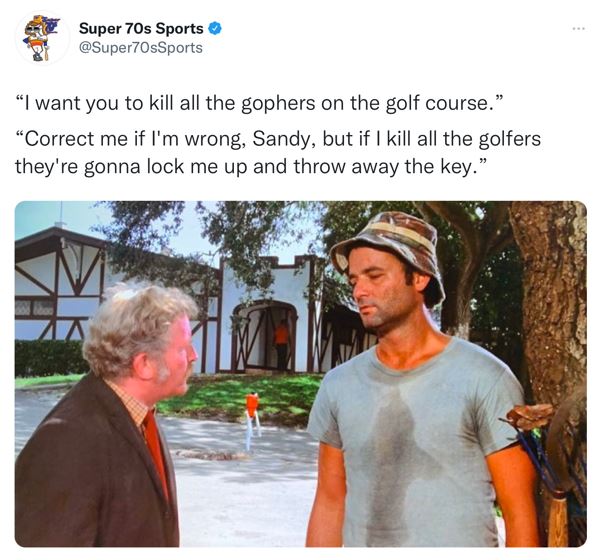 Super 70s Sports
@Super70sSports
“I want you to kill all the gophers on the golf course.”
“Correct me if I'm wrong, Sandy, but if I kill all the golfers
they're gonna lock me up and throw away the key.”